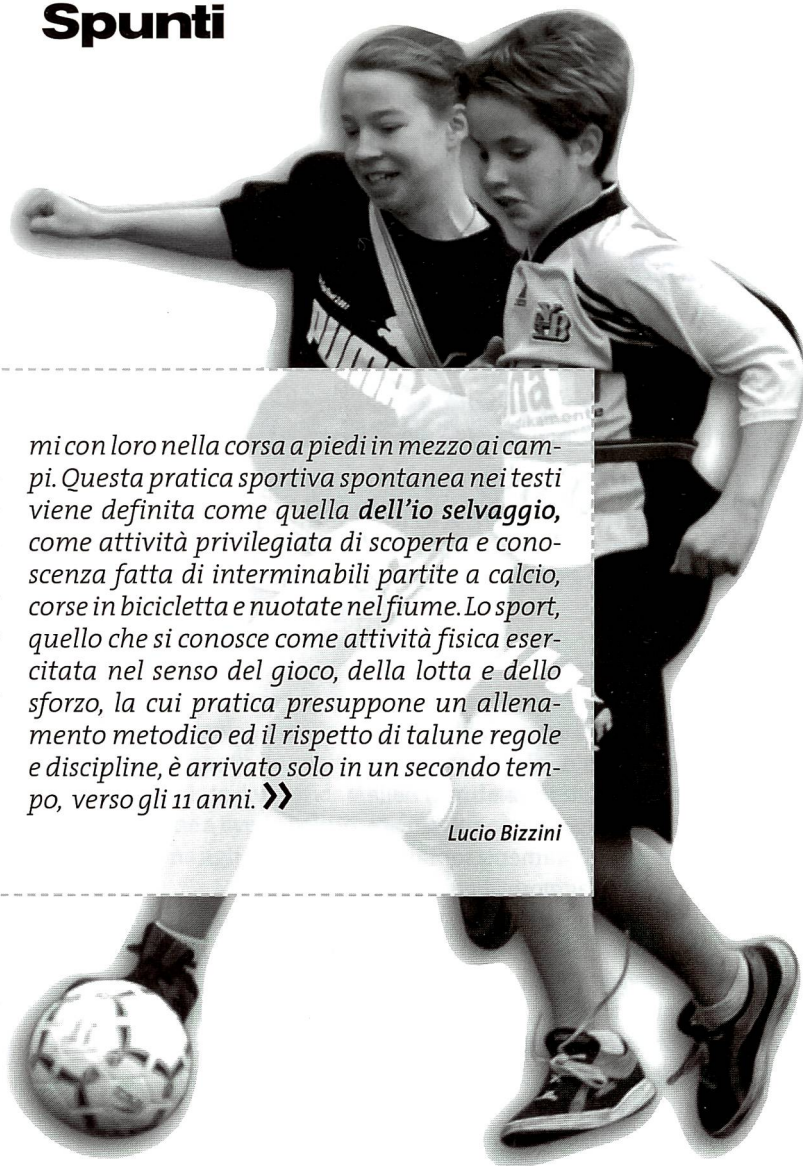 Spunti
PUMA
YB
na
dikamente
mi con loro nella corsa a piedi in mezzo ai cam-
pi. Questa pratica sportiva spontanea nei testi
viene definita come quella dell'io selvaggio,
come attività privilegiata di scoperta e cono-
scenza fatta di interminabili partite a calcio,
corse in bicicletta e nuotate nel fiume. Lo sport,
quello che si conosce come attività fisica eser-
citata nel senso del gioco, della lotta e dello
sforzo, la cui pratica presuppone un allena-
mento metodico ed il rispetto di talune regole
e discipline, è arrivato solo in un secondo tem-
po, verso gli 11 anni. »
Lucio Bizzini